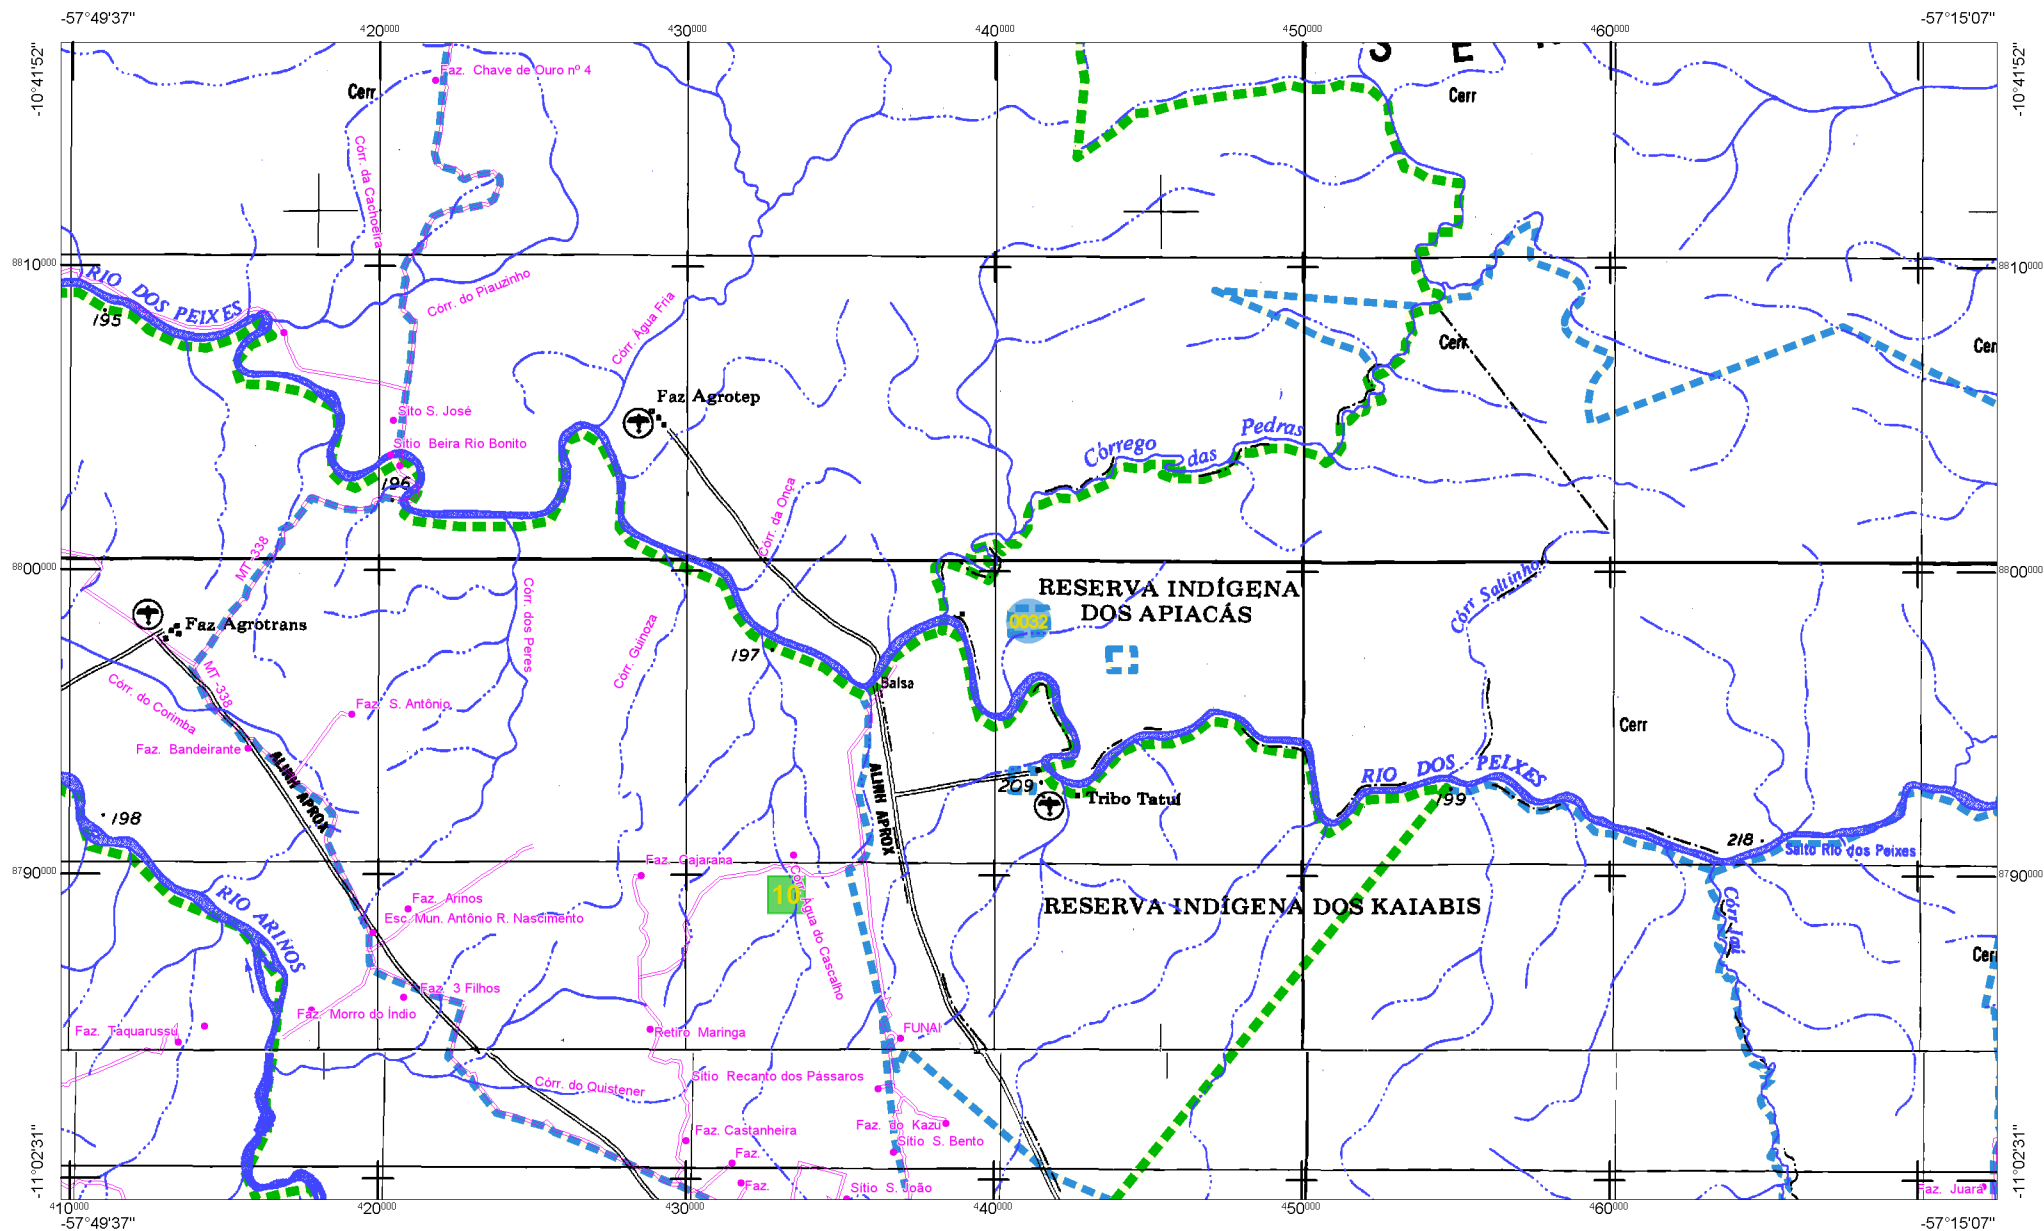 -57°49'37"
-57°15'07"
420000
430000
440000
450000
460000
-10°41'52"
-10°41'52"
S E
Faz. Chave de Ouro nº 4
Cerr
Cerr
Córr. da Cachoeira
8810000
8810000
RIO DOS PEIXES
195
Córr. do Piauzinho
Córr. Água Fria
Cerr
Cerr
Faz Agrotep
Sito S. José
Sítio Beira Rio Bonito
196
Córrego das Pedras
Córr. da Onça
MT-338
8800000
8800000
RESERVA INDÍGENA
DOS APIACÁS
0032
Córr Saltinho
Córr. dos Peres
Córr. Guinoza
Faz Agrotrans
197
MT-338
Córr. do Corimba
Balsa
Faz. S. Antônio
Faz. Bandeirante
Cerr
ALINH APROX
ALINH APROX
RIO DOS PEIXES
209
Tribo Tatuí
199
198
218
Salto Rio dos Peixes
Faz. Cajarana
8790000
8790000
10
Córr. Água do Cascalho
Faz. Arinos
Esc. Mun. Antônio R. Nascimento
RESERVA INDÍGENA DOS KAIABIS
RIO ARINOS
Cerr
Faz. 3 Filhos
Faz. Morro do Índio
Faz. Taquarussu
Retiro Maringa
FUNAI
Sítio Recanto dos Pássaros
Córr. do Quistener
Faz. do Kazu
Faz. Castanheira
Sítio S. Bento
Faz.
Faz.
Sítio S. João
Faz. Juará
-11°02'31"
-11°02'31"
410000
420000
430000
440000
450000
460000
-57°49'37"
-57°15'07"